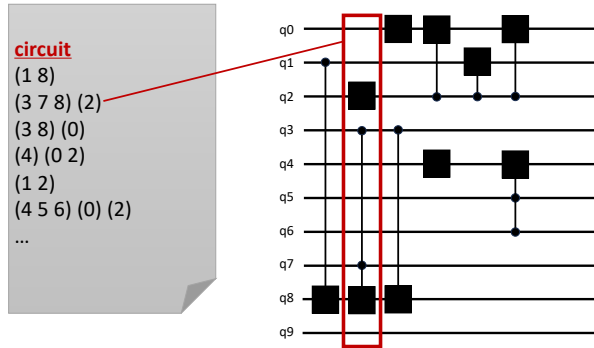 circuit
(1 8)
(3 7 8) (2)
(3 8) (0)
(4) (0 2)
(1 2)
(4 5 6) (0) (2)
...
q0
q1
q2
q3
q4
q5
q6
q7
q8
q9